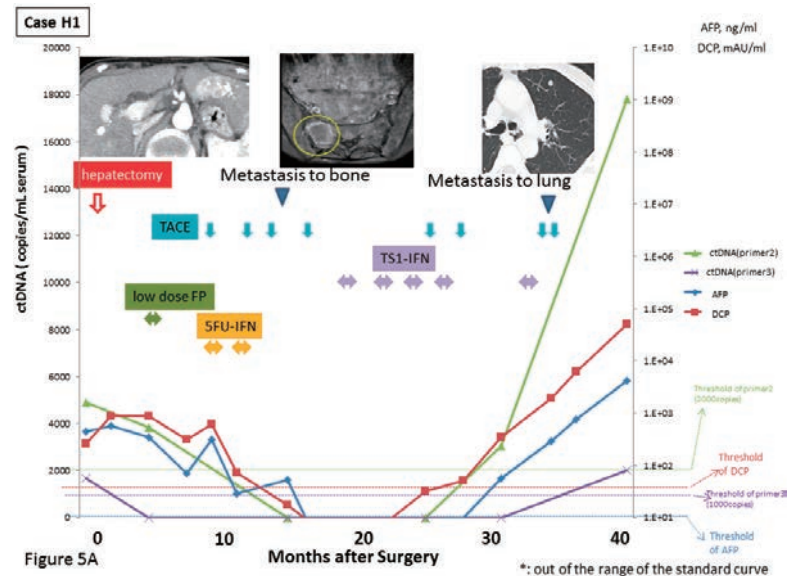 Case H1
AFP, ng/ml
DCP, mAU/ml
20000
18000
16000
14000
12000
10000
8000
6000
4000
2000
0
ctDNA ( copies/mL serum)
1.E+10
1.E+09
1.E+08
1.E+07
1.E+06
1.E+05
1.E+04
1.E+03
1.E+02
1.E+01
hepatectomy
Metastasis to bone
Metastasis to lung
TACE
TS1-IFN
low dose FP
5FU-IFN
ctDNA(primer2)
ctDNA(primer3)
AFP
DCP
Threshold of primer2
(2000copies)
Threshold
of DCP
Threshold of primer3
(1000copies)
Threshold
of AFP
0
10
20
30
40
Figure 5A
Months after Surgery
*: out of the range of the standard curve